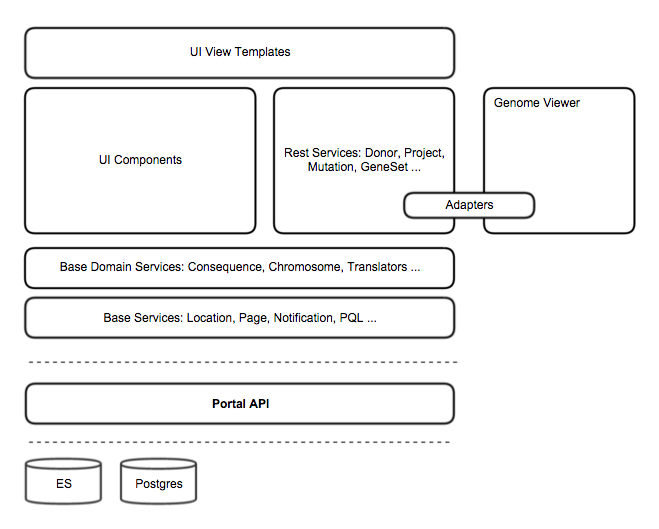 UI View Templates
UI Components
Rest Services: Donor, Project,
Mutation, GeneSet ...
Genome Viewer
Adapters
Base Domain Services: Consequence, Chromosome, Translators ...
Base Services: Location, Page, Notification, PQL ...
Portal API
ES
Postgres